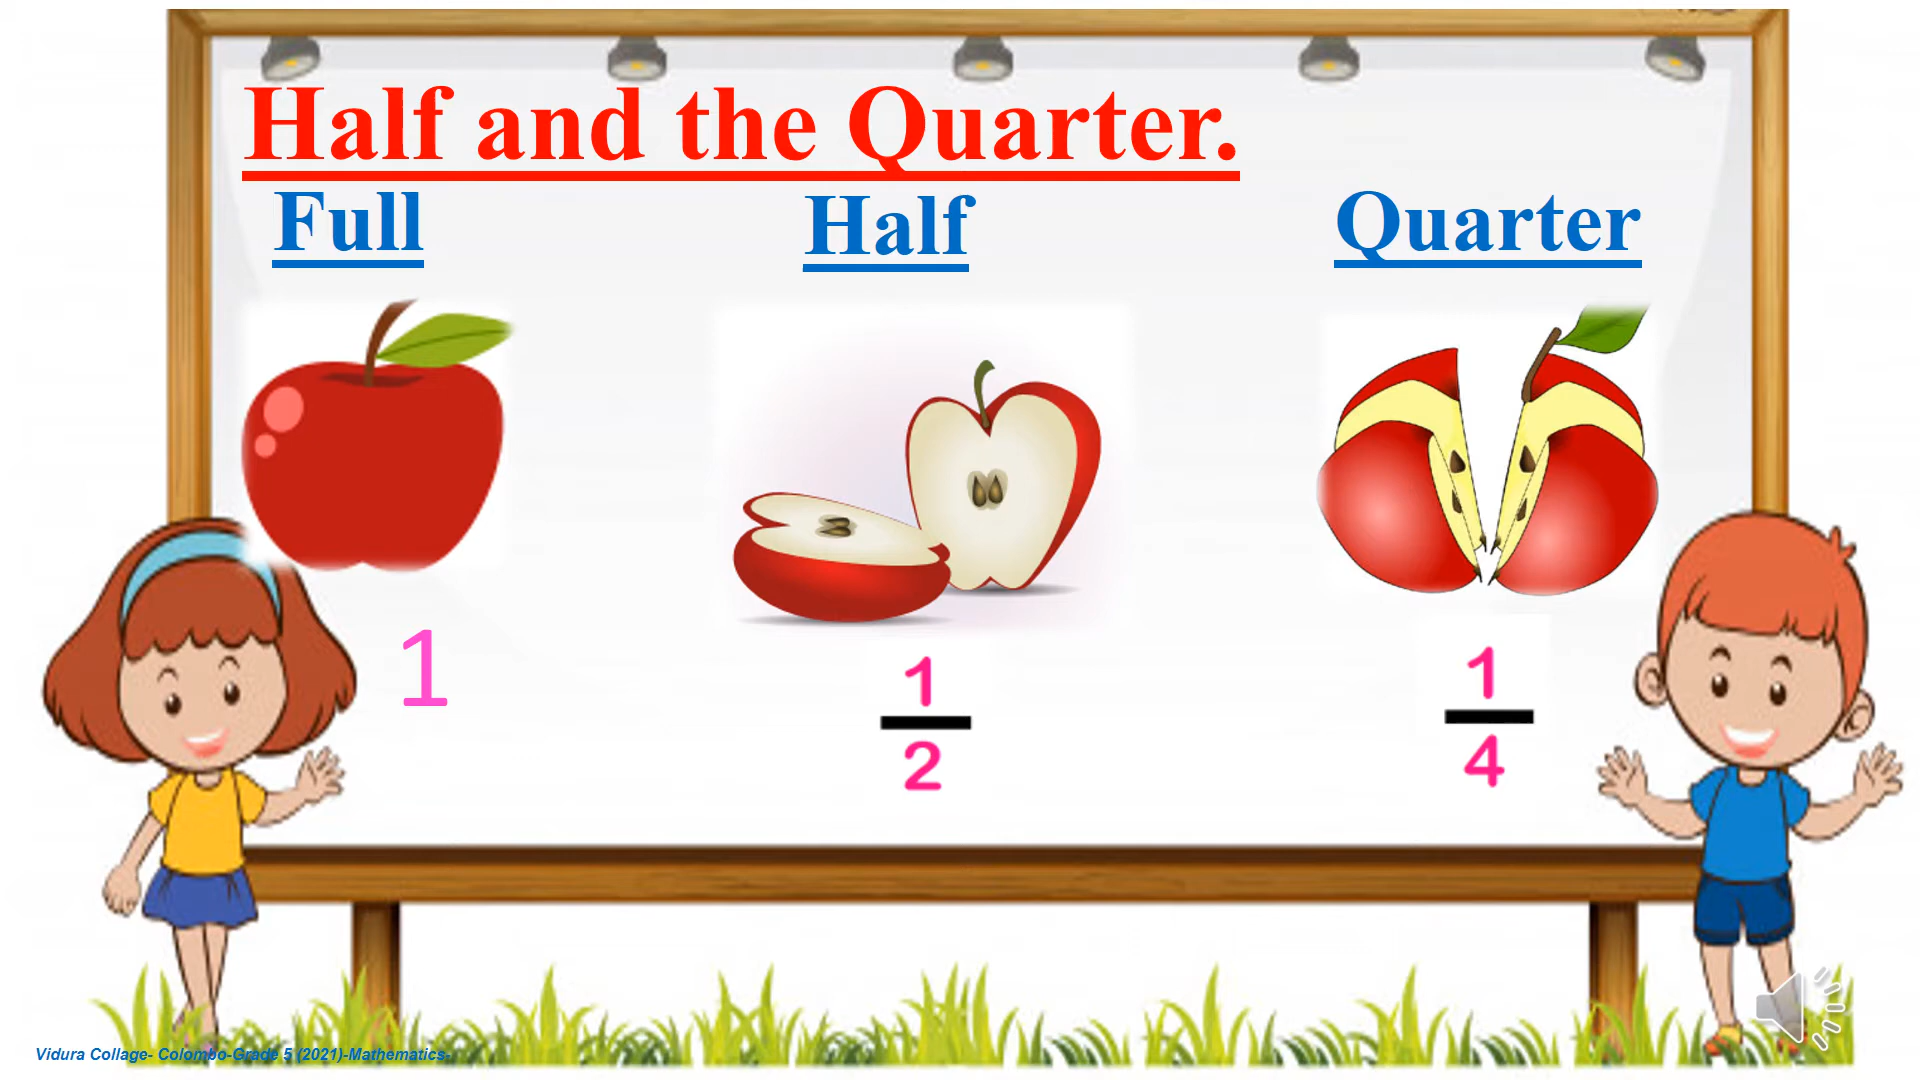 Half and the Quarter.
Full
Half
Quarter
1
1
2
1
4
Vidura Collage- Colombo-Grade 5 (2021)-Mathematics-